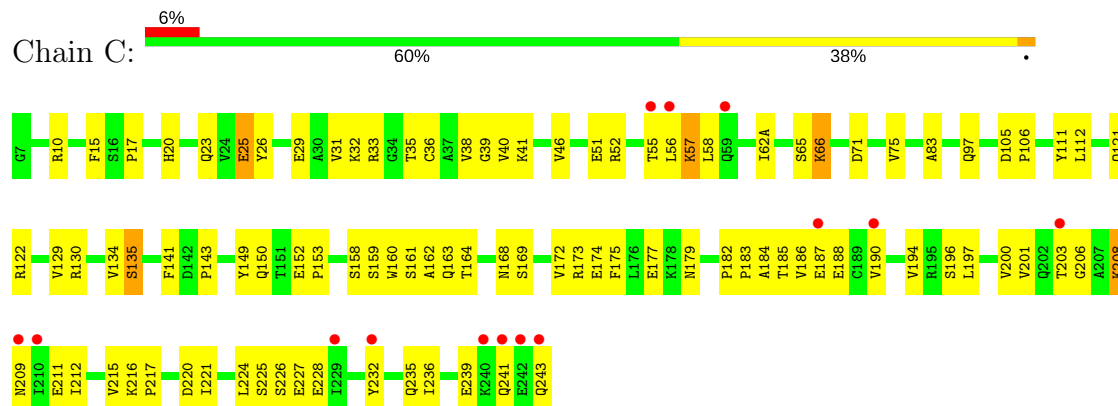 6%
Chain C:
60% 38% •
G7 R10 F15 S16 P17 H20 Q23 V24 E25 Y26 E29 A30 V31 K32 R33 G34 T35 C36 A37 V38 G39 V40 K41 V46 E51 R52 T55 L56 K57 L58 Q59 I62A S65 K66 D71 V75 A83 Q97 D105 P106 Y111 L112 Q121
R122 V129 R130 V134 S135 F141 D142 P143 Y149 Q150 T151 E152 P153 S158 S159 W160 S161 A162 Q163 T164 N168 S169 V172 R173 E174 F175 L176 E177 K178 N179 P182 P183 A184 T185 V186 E187 E188 C189 V190 V194 R195 S196 L197 V200 V201 Q202 T203 G206 A207 K208
N209 I210 E211 I212 V215 K216 P217 D220 I221 L224 S225 S226 E227 E228 I229 Y232 Q235 I236 E239 K240 Q241 E242 Q243